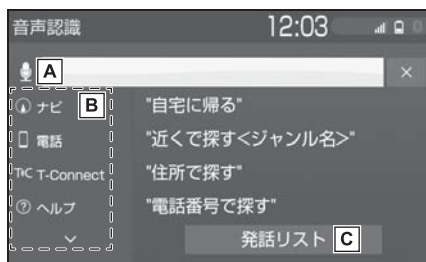 音声認識 12:03
A ×
ナビ B "自宅に帰る"
電話 "近くで探す<ジャンル名>"
T-Connect "住所で探す"
ヘルプ "電話番号で探す"
発話リスト C